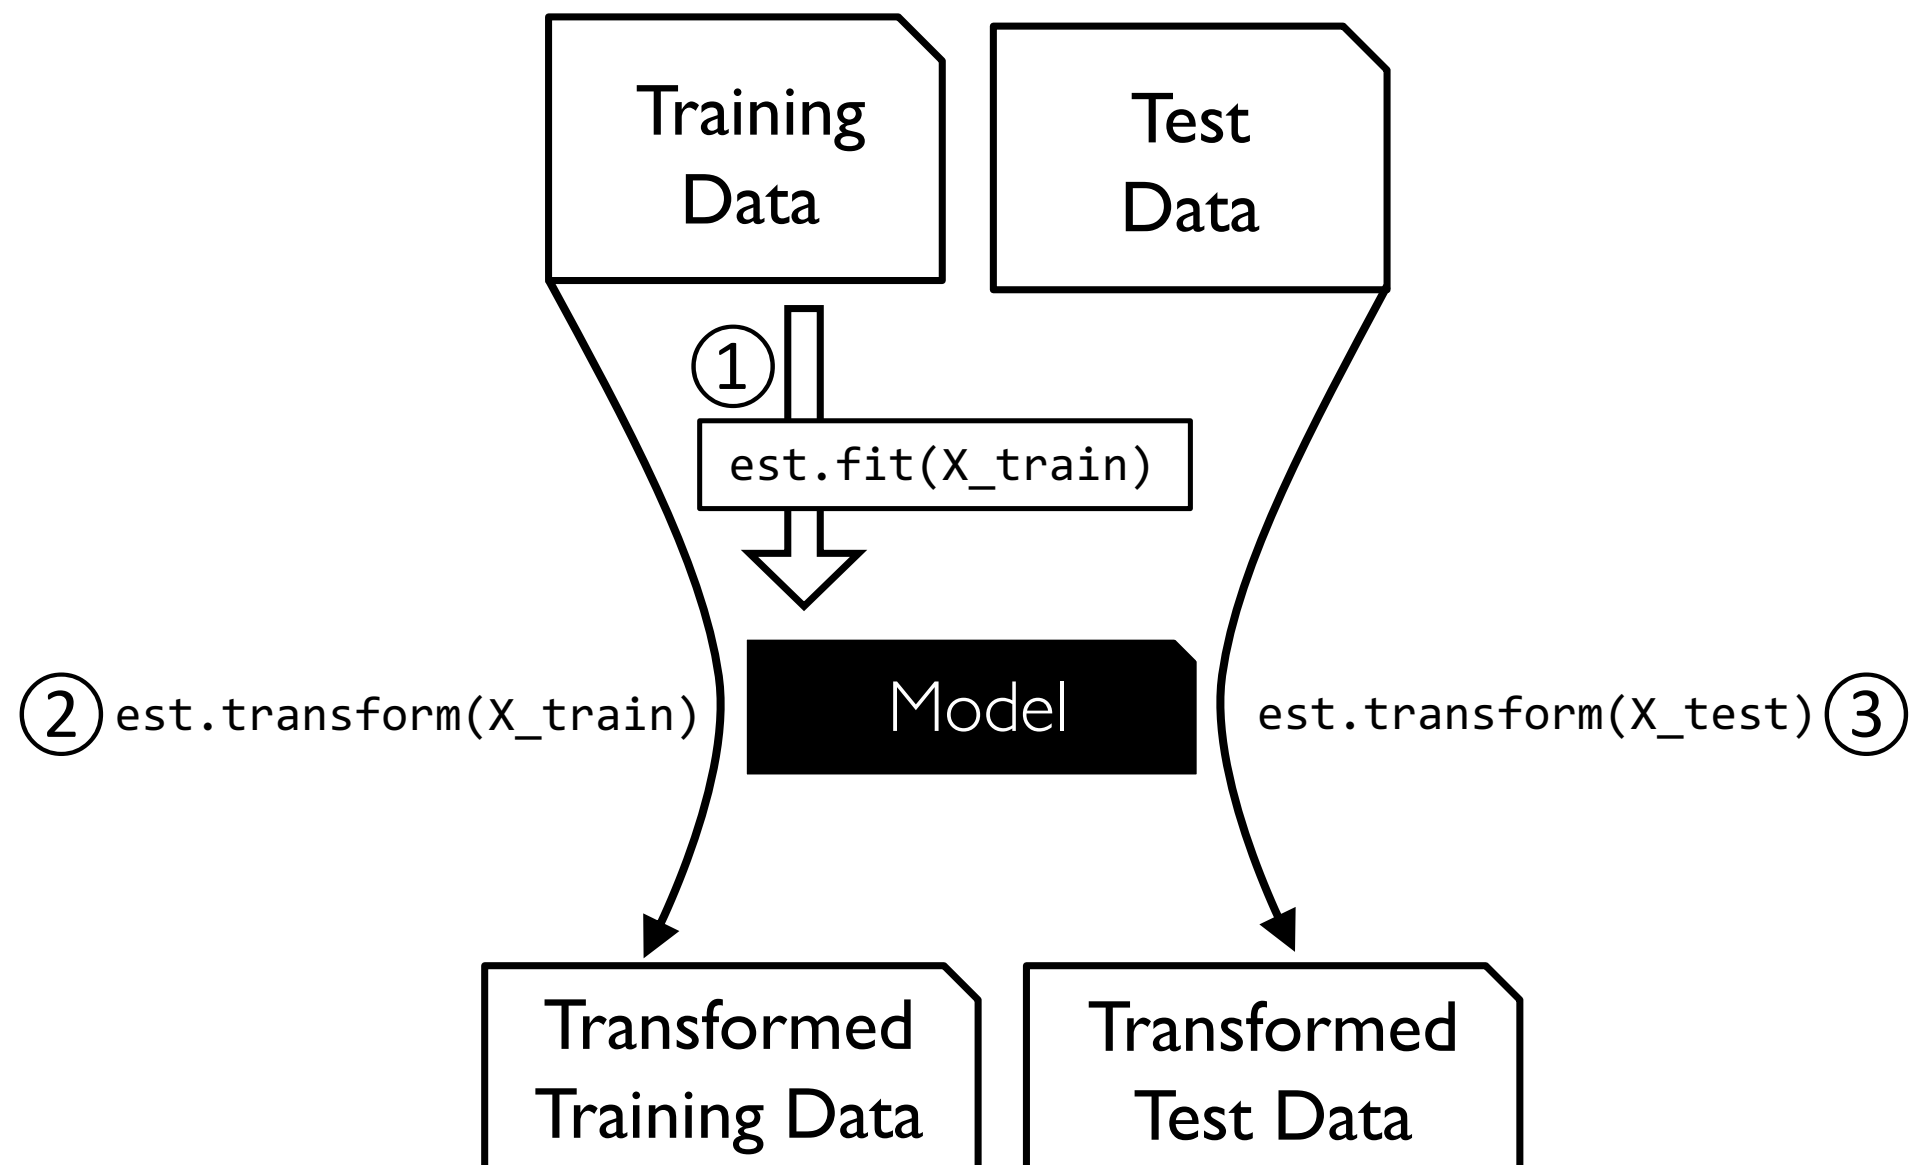 Training
Data
Test
Data
①
est.fit(X_train)
② est.transform(X_train)
Model
est.transform(X_test) ③
Transformed
Training Data
Transformed
Test Data